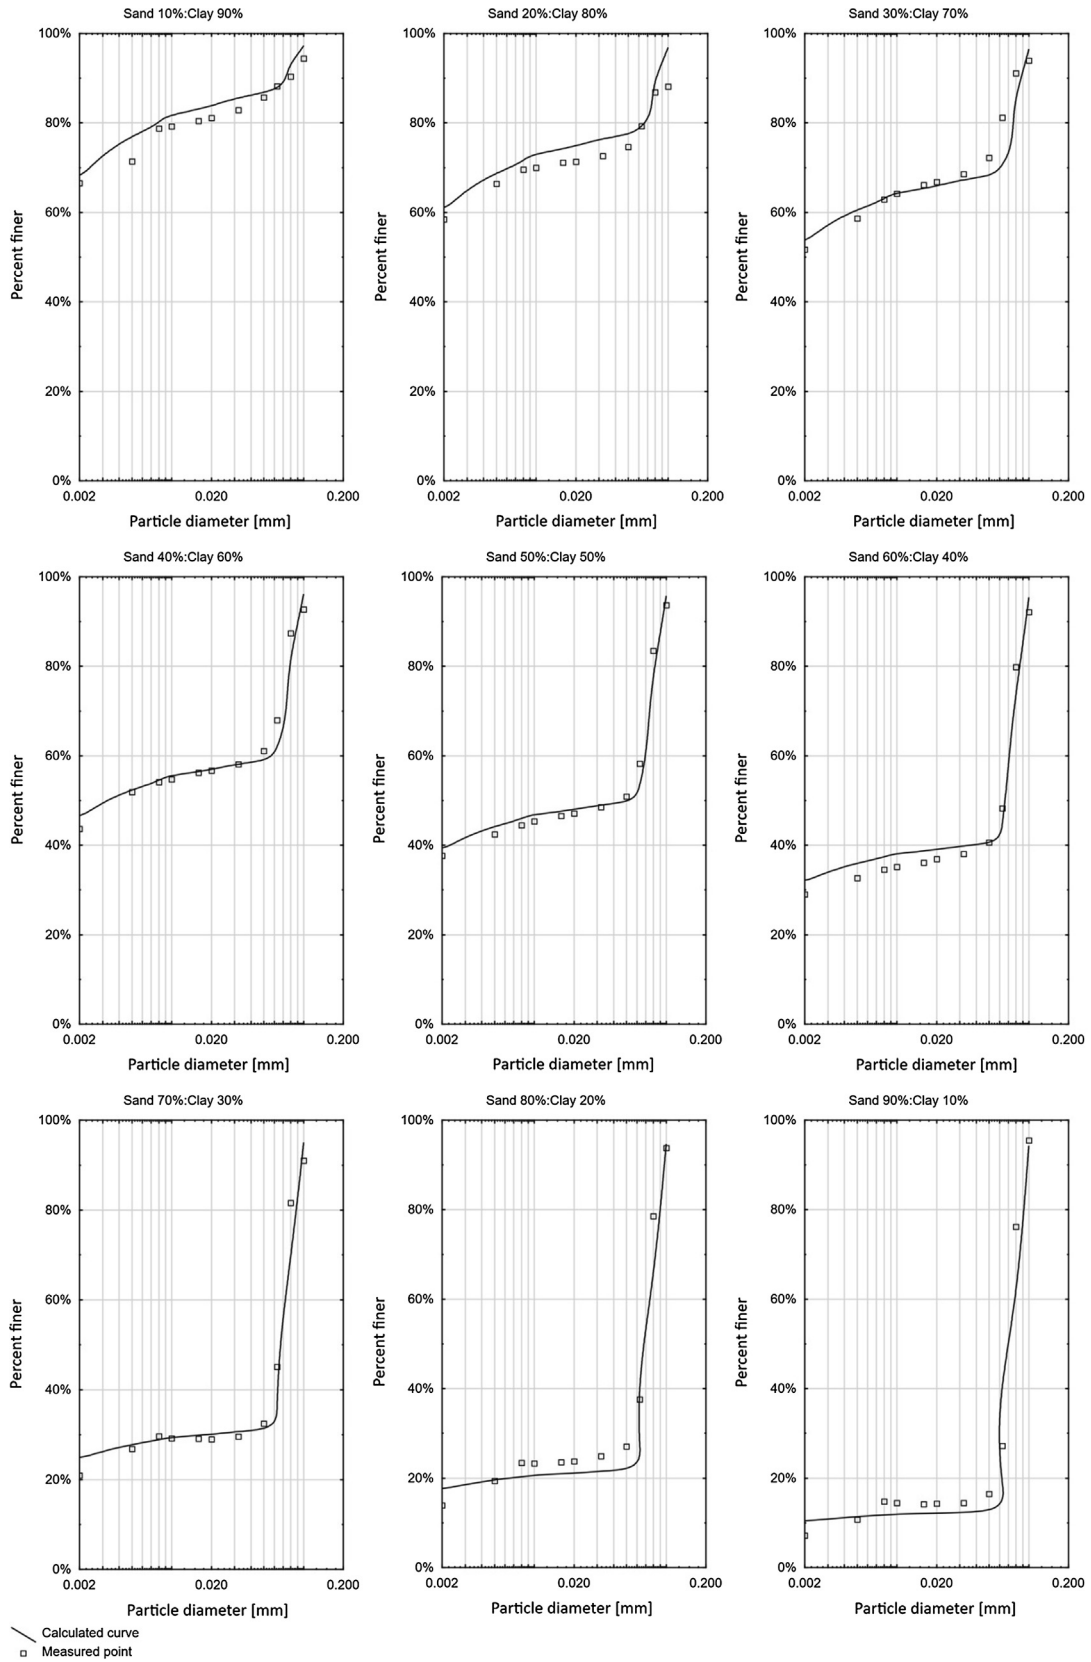 Sand 10%:Clay 90%
100%
80%
60%
40%
20%
0%
Percent finer
0.002 0.020 0.200
Particle diameter [mm]
Sand 20%:Clay 80%
100%
80%
60%
40%
20%
0%
Percent finer
0.002 0.020 0.200
Particle diameter [mm]
Sand 30%:Clay 70%
100%
80%
60%
40%
20%
0%
Percent finer
0.002 0.020 0.200
Particle diameter [mm]
Sand 40%:Clay 60%
100%
80%
60%
40%
20%
0%
Percent finer
0.002 0.020 0.200
Particle diameter [mm]
Sand 50%:Clay 50%
100%
80%
60%
40%
20%
0%
Percent finer
0.002 0.020 0.200
Particle diameter [mm]
Sand 60%:Clay 40%
100%
80%
60%
40%
20%
0%
Percent finer
0.002 0.020 0.200
Particle diameter [mm]
Sand 70%:Clay 30%
100%
80%
60%
40%
20%
0%
Percent finer
0.002 0.020 0.200
Particle diameter [mm]
Sand 80%:Clay 20%
100%
80%
60%
40%
20%
0%
Percent finer
0.002 0.020 0.200
Particle diameter [mm]
Sand 90%:Clay 10%
100%
80%
60%
40%
20%
0%
Percent finer
0.002 0.020 0.200
Particle diameter [mm]
Calculated curve
Measured point